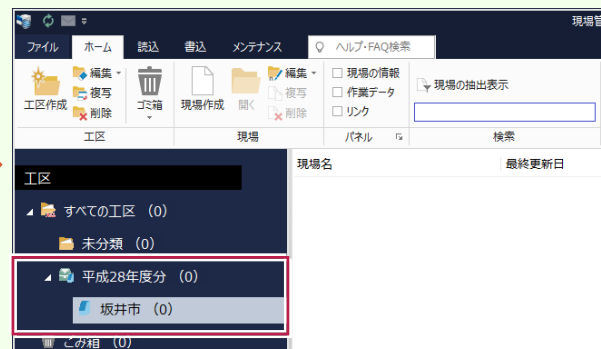 現場管
ファイル ホーム 読込 書込 メンテナンス ヘルプ・FAQ検索
工区作成 編集 複写 削除 ゴミ箱 現場作成 開く 編集 複写 削除 現場の情報 作業データ リンク 現場の抽出表示
工区 現場 パネル 検索
工区 現場名 最終更新日
すべての工区 (0)
未分類 (0)
平成28年度分 (0)
坂井市 (0)
ごみ箱 (0)